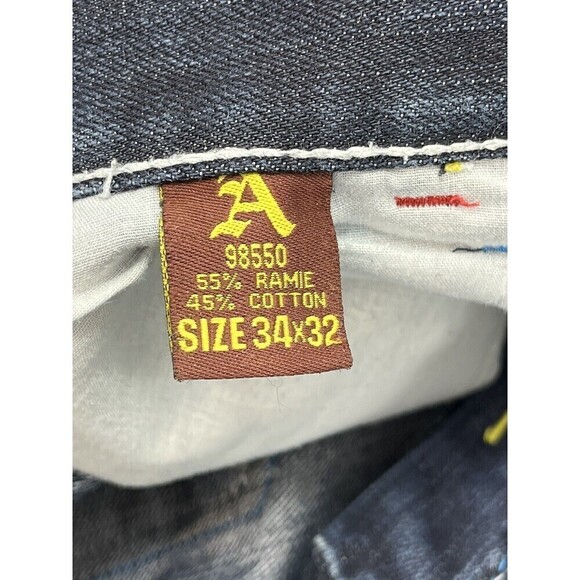 A
98550
55% RAMIE
45% COTTON
SIZE 34x32